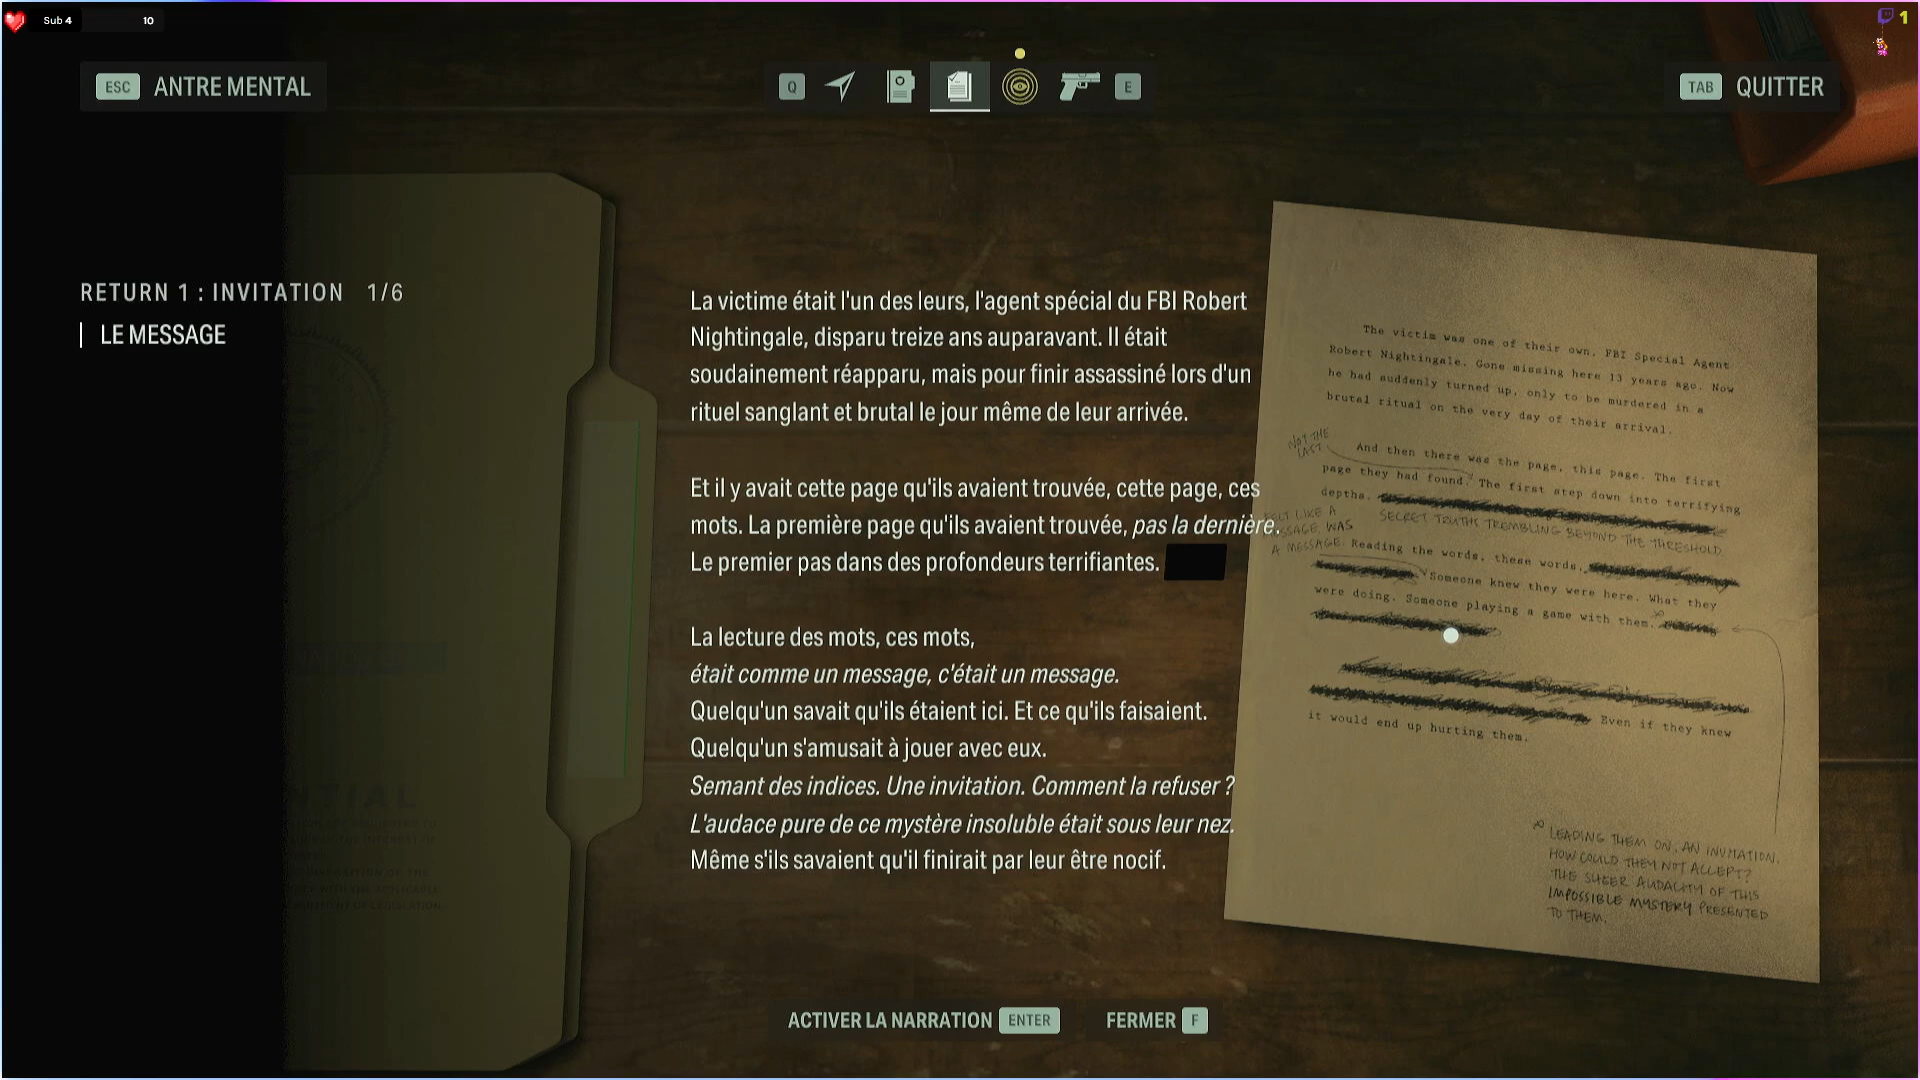 Sub 4
10
1
ESC ANTRE MENTAL
Q
E
TAB QUITTER
RETURN 1 : INVITATION 1/6
LE MESSAGE
La victime était l'un des leurs, l'agent spécial du FBI Robert
Nightingale, disparu treize ans auparavant. Il était
soudainement réapparu, mais pour finir assassiné lors d'un
rituel sanglant et brutal le jour même de leur arrivée.
Et il y avait cette page qu'ils avaient trouvée, cette page, ces
mots. La première page qu'ils avaient trouvée, pas la dernière.
Le premier pas dans des profondeurs terrifiantes.
La lecture des mots, ces mots,
était comme un message, c'était un message.
Quelqu'un savait qu'ils étaient ici. Et ce qu'ils faisaient.
Quelqu'un s'amusait à jouer avec eux.
Semant des indices. Une invitation. Comment la refuser ?
L'audace pure de ce mystère insoluble était sous leur nez.
Même s'ils savaient qu'il finirait par leur être nocif.
The victim was one of their own, FBI Special Agent
Robert Nightingale. Gone missing here 13 years ago. Now
he had suddenly turned up, only to be murdered in a
brutal ritual on the very day of their arrival.
NOT THE
LAST
And then there was the page, this page. The first
page they had found. The first step down into terrifying
depths.
SECRET TRUTHS TREMBLING BEYOND THE THRESHOLD
LIKE A
WAS
A MESSAGE.
Reading the words, these words,
Someone knew they were here. What they
were doing. Someone playing a game with them.
Even if they knew
it would end up hurting them.
LEADING THEM ON, AN INVITATION.
HOW COULD THEY NOT ACCEPT?
THE SHEER AUDACITY OF THIS
IMPOSSIBLE MYSTERY PRESENTED
TO THEM.
NTIAL
ACTIVER LA NARRATION ENTER
FERMER F